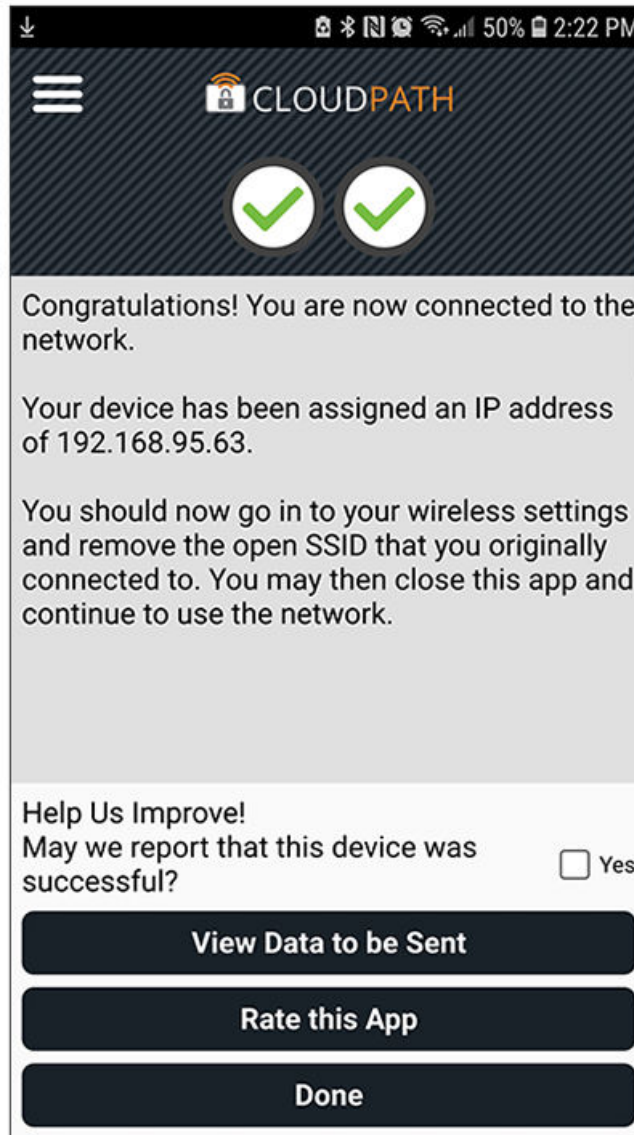 50% 2:22 PM
CLOUDPATH
Congratulations! You are now connected to the
network.
Your device has been assigned an IP address
of 192.168.95.63.
You should now go in to your wireless settings
and remove the open SSID that you originally
connected to. You may then close this app and
continue to use the network.
Help Us Improve!
May we report that this device was
successful?
Yes
View Data to be Sent
Rate this App
Done